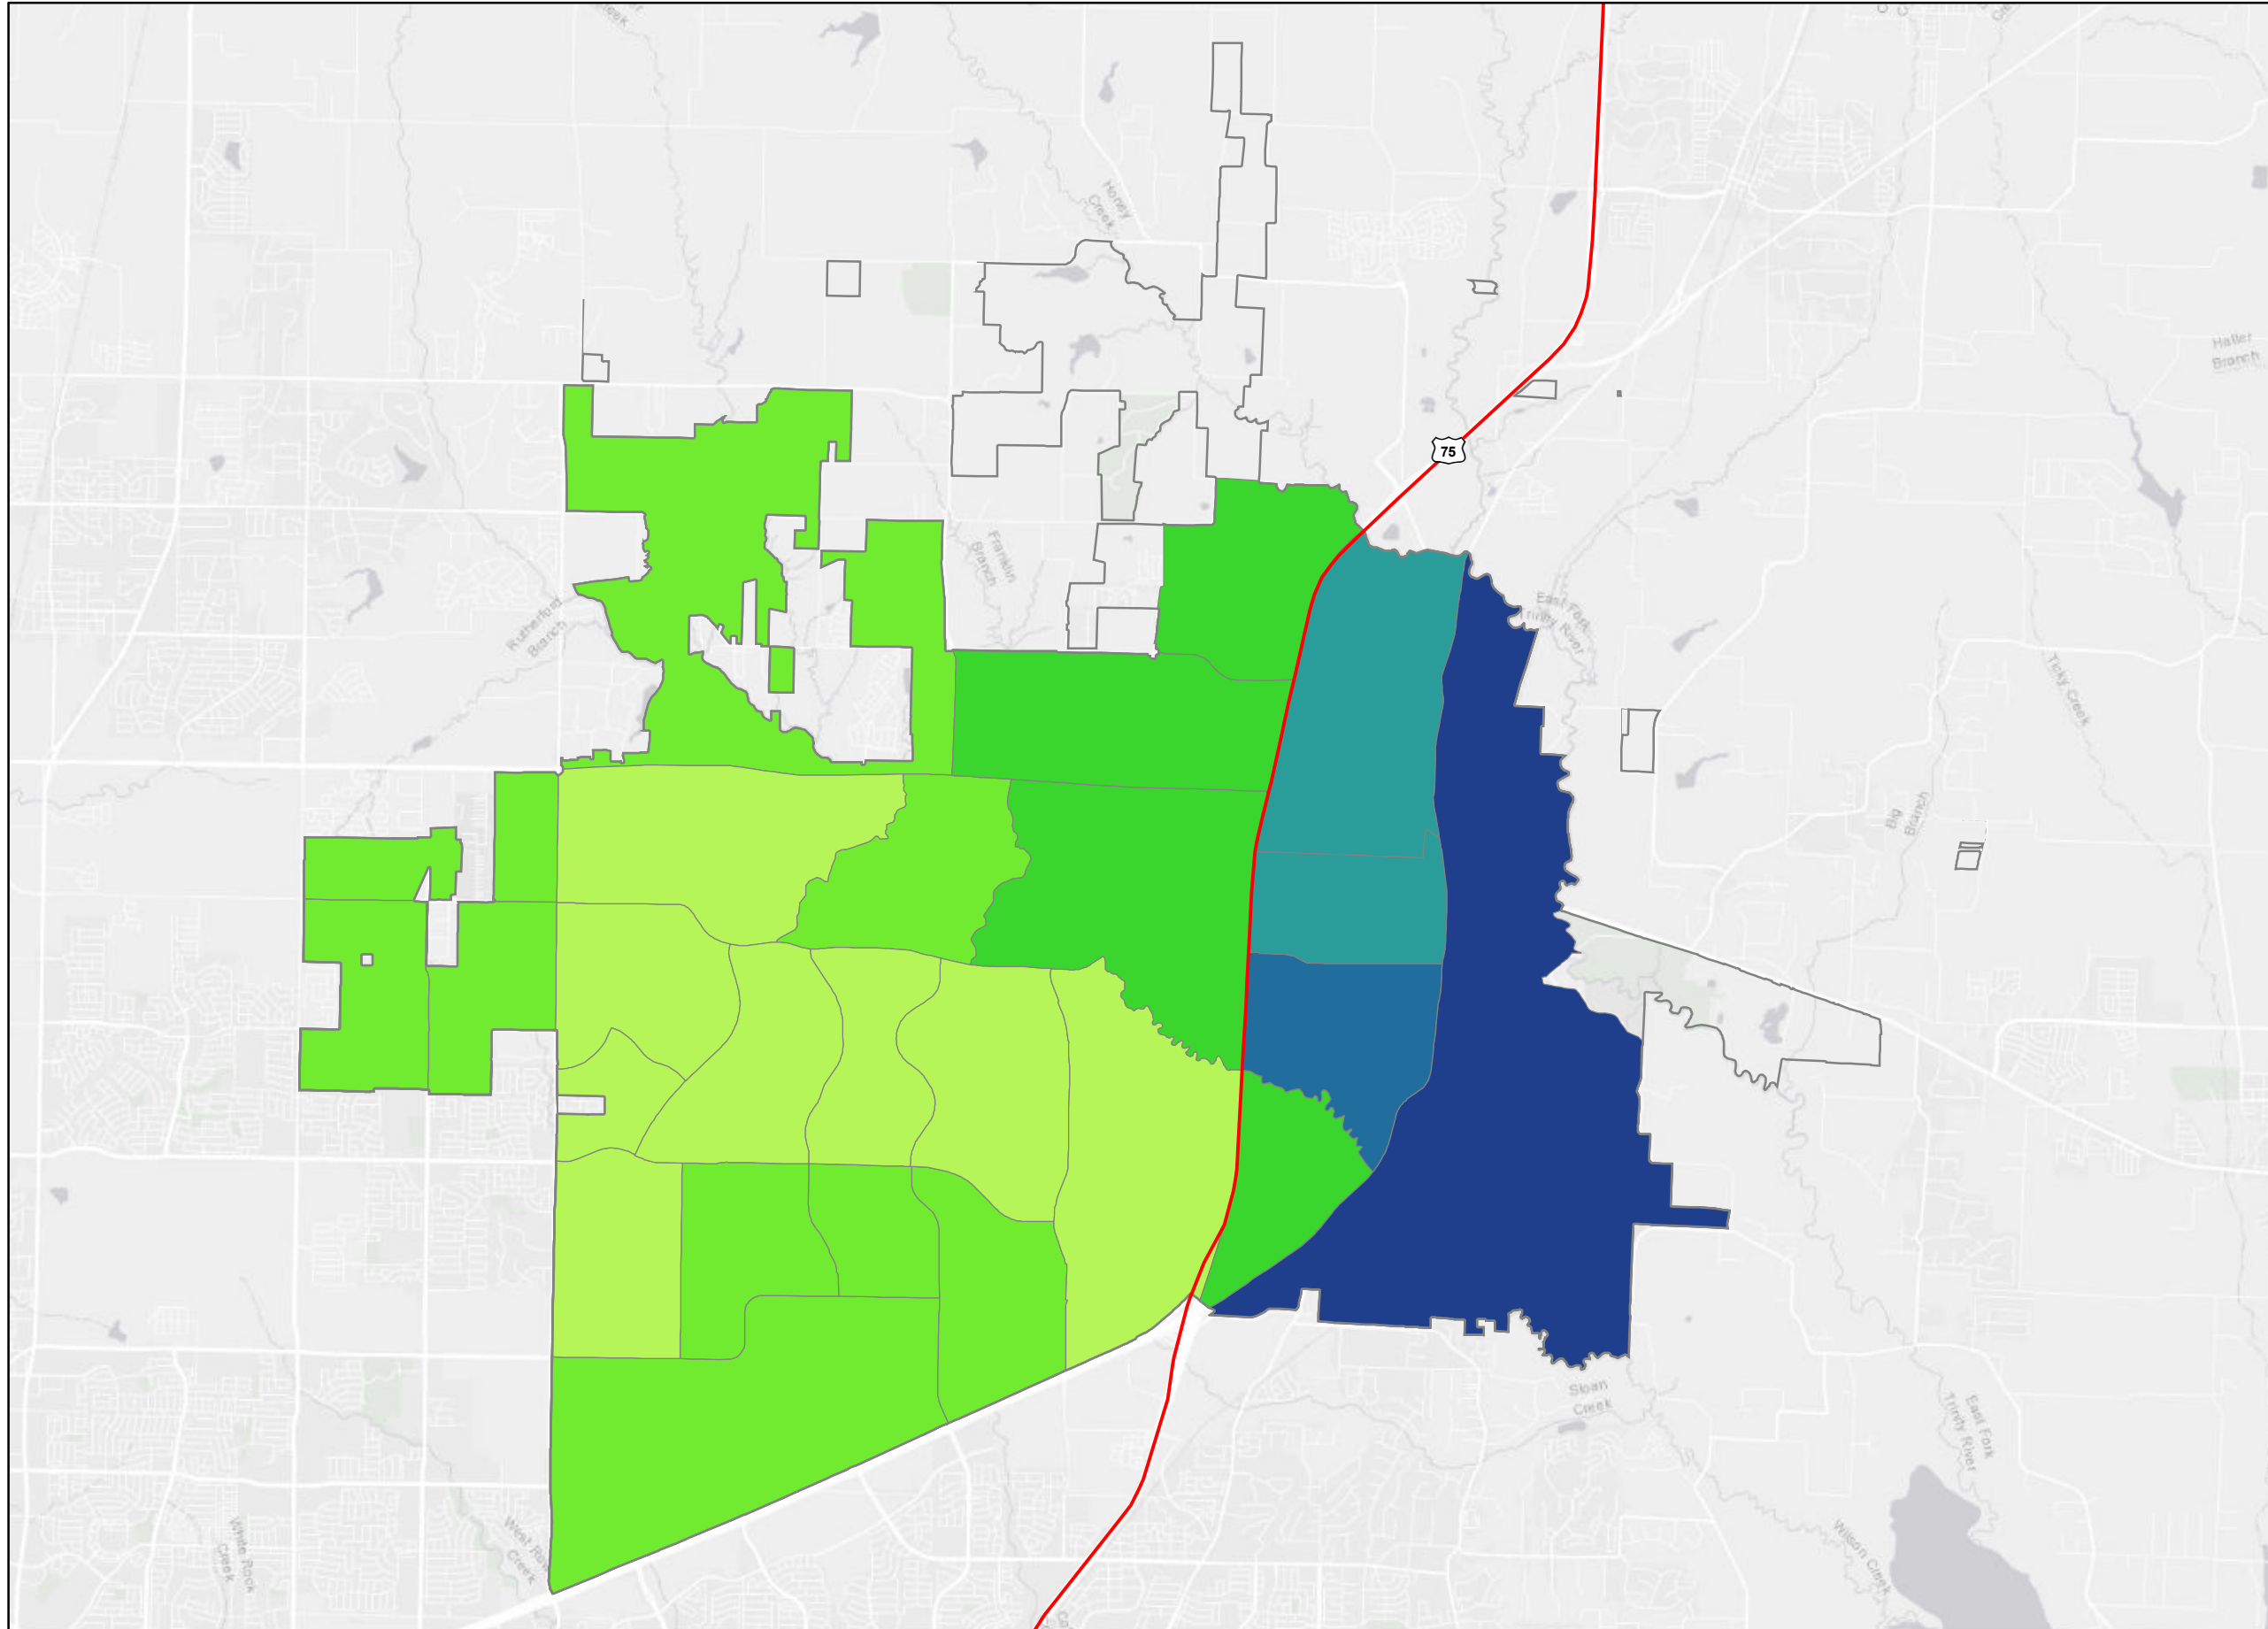 Creek
Honey
Creek
Haller
Branch
75
Franklin
Branch
East Fork
Trinity River
Rutherford
Branch
Ticky Creek
Big
Branch
Sloan
Creek
East Fork
Trinity River
White Rock
Creek
West Rowlett
Creek
Wilson Creek